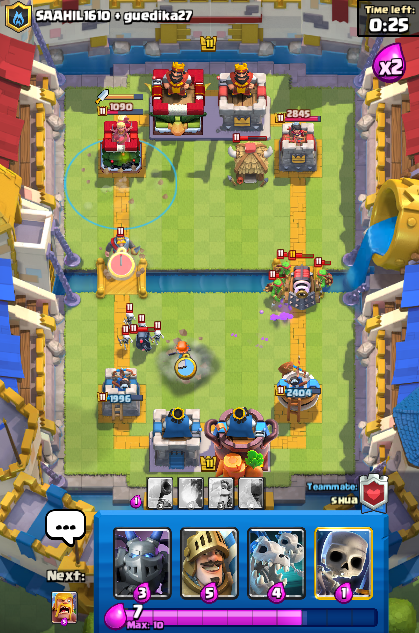 SAAHIL1610 + guedika27
Time left:
0:25
x2
1090
2845
1996
2404
Teammate:
shua
Next:
3
5
4
1
7
Max: 10